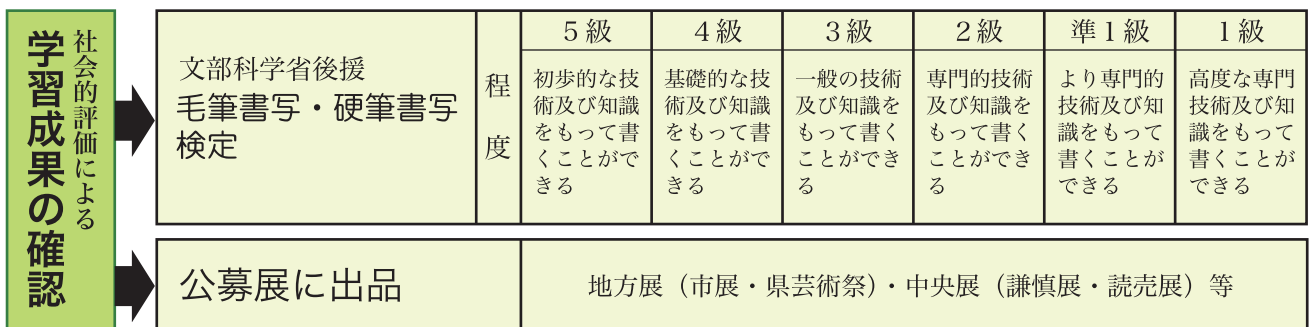 社会的評価による
学習成果の確認
文部科学省後援
毛筆書写・硬筆書写
検定
程
度
5級
初歩的な技
術及び知識
をもって書
くことがで
きる
4級
基礎的な技
術及び知識
をもって書
くことがで
きる
3級
一般の技術
及び知識を
もって書く
ことができ
る
2級
専門的技術
及び知識を
もって書く
ことができ
る
準1級
より専門的
技術及び知
識をもって
書くことが
できる
1級
高度な専門
技術及び知
識をもって
書くことが
できる
公募展に出品
地方展（市展・県芸術祭）・中央展（謙慎展・読売展）等